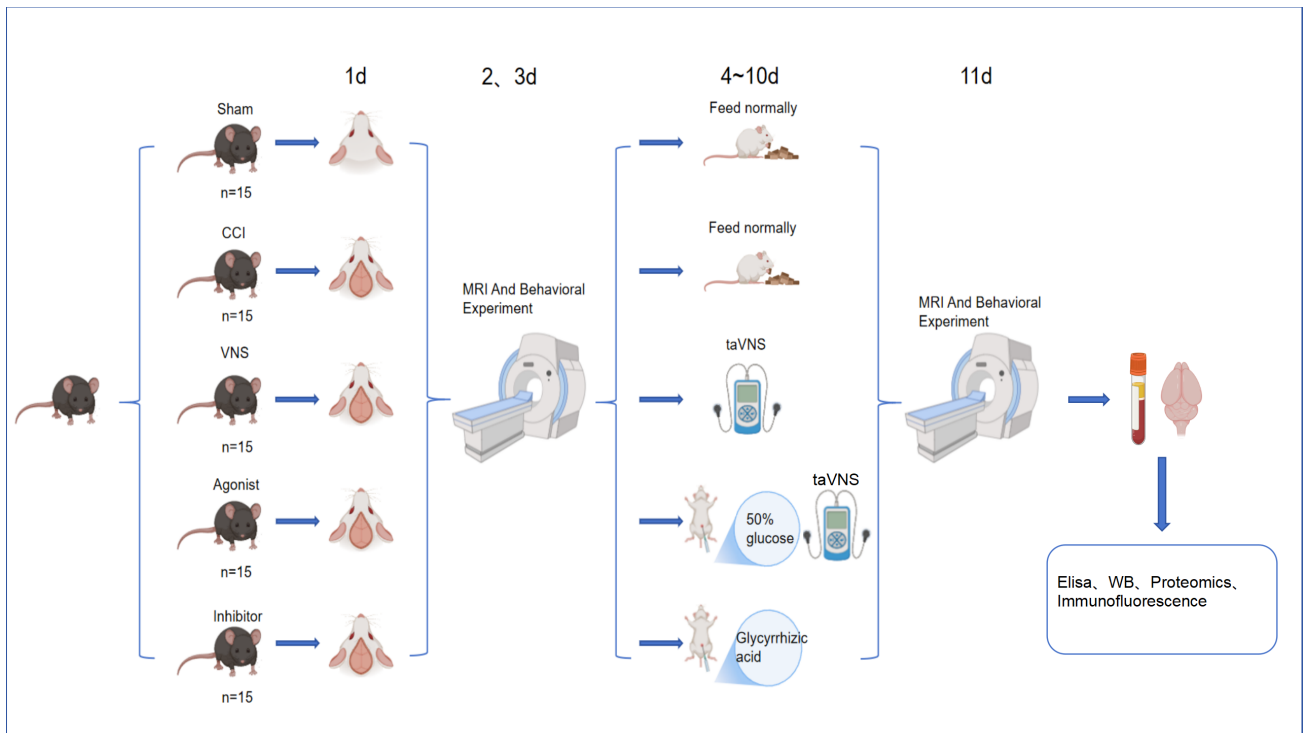 1d
2、3d
4~10d
11d
Sham
n=15
CCI
n=15
VNS
n=15
Agonist
n=15
Inhibitor
n=15
MRI And Behavioral
Experiment
Feed normally
Feed normally
taVNS
50%
glucose
taVNS
Glycyrrhizic
acid
MRI And Behavioral
Experiment
Elisa、WB、Proteomics、
Immunofluorescence